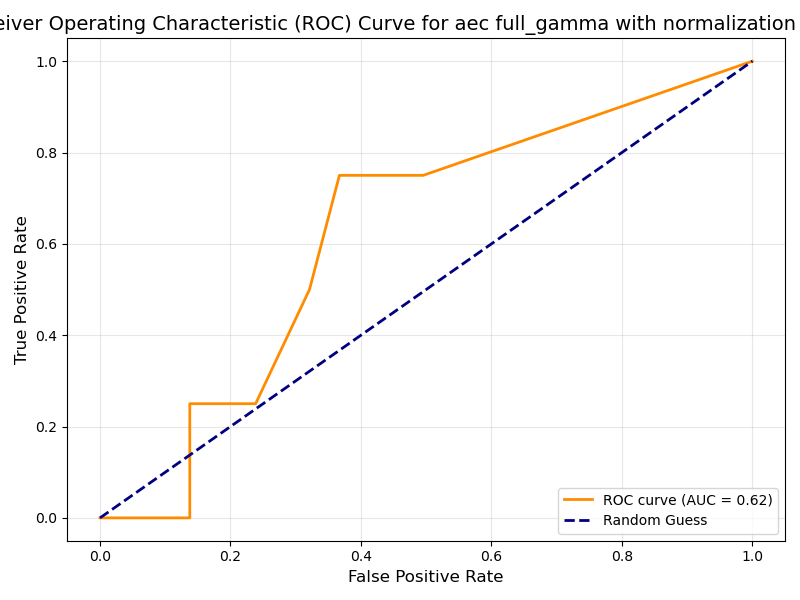 eiver Operating Characteristic (ROC) Curve for aec full_gamma with normalization
1.0
0.8
0.6
0.4
0.2
0.0
True Positive Rate
0.0 0.2 0.4 0.6 0.8 1.0
False Positive Rate
ROC curve (AUC = 0.62)
Random Guess